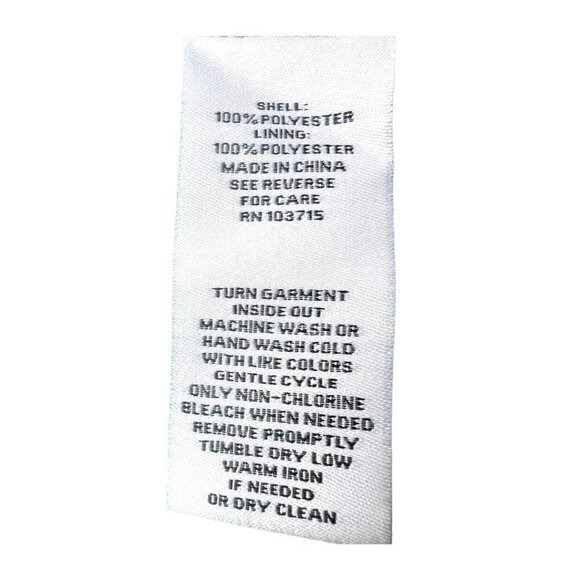 SHELL:
100% POLYESTER
LINING:
100% POLYESTER
MADE IN CHINA
SEE REVERSE
FOR CARE
RN 103715
TURN GARMENT
INSIDE OUT
MACHINE WASH OR
HAND WASH COLD
WITH LIKE COLORS
GENTLE CYCLE
ONLY NON-CHLORINE
BLEACH WHEN NEEDED
REMOVE PROMPTLY
TUMBLE DRY LOW
WARM IRON
IF NEEDED
OR DRY CLEAN